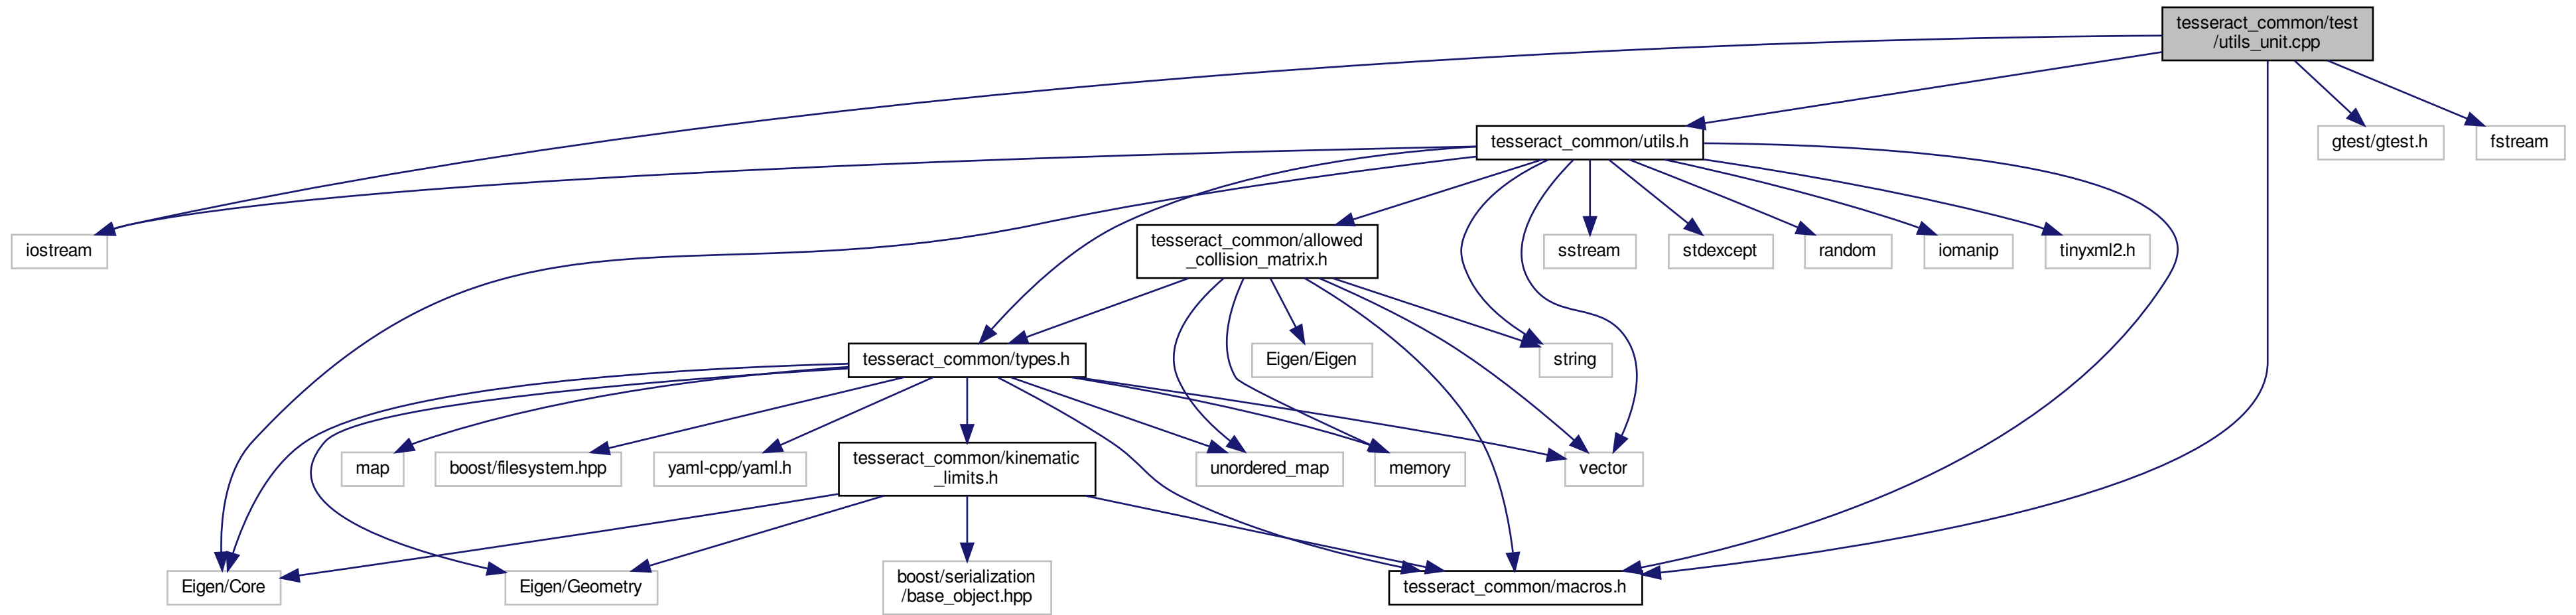 tesseract_common/test
/utils_unit.cpp
tesseract_common/utils.h
gtest/gtest.h
fstream
iostream
tesseract_common/allowed
_collision_matrix.h
sstream
stdexcept
random
iomanip
tinyxml2.h
tesseract_common/types.h
Eigen/Eigen
string
map
boost/filesystem.hpp
yaml-cpp/yaml.h
tesseract_common/kinematic
_limits.h
unordered_map
memory
vector
Eigen/Core
Eigen/Geometry
boost/serialization
/base_object.hpp
tesseract_common/macros.h